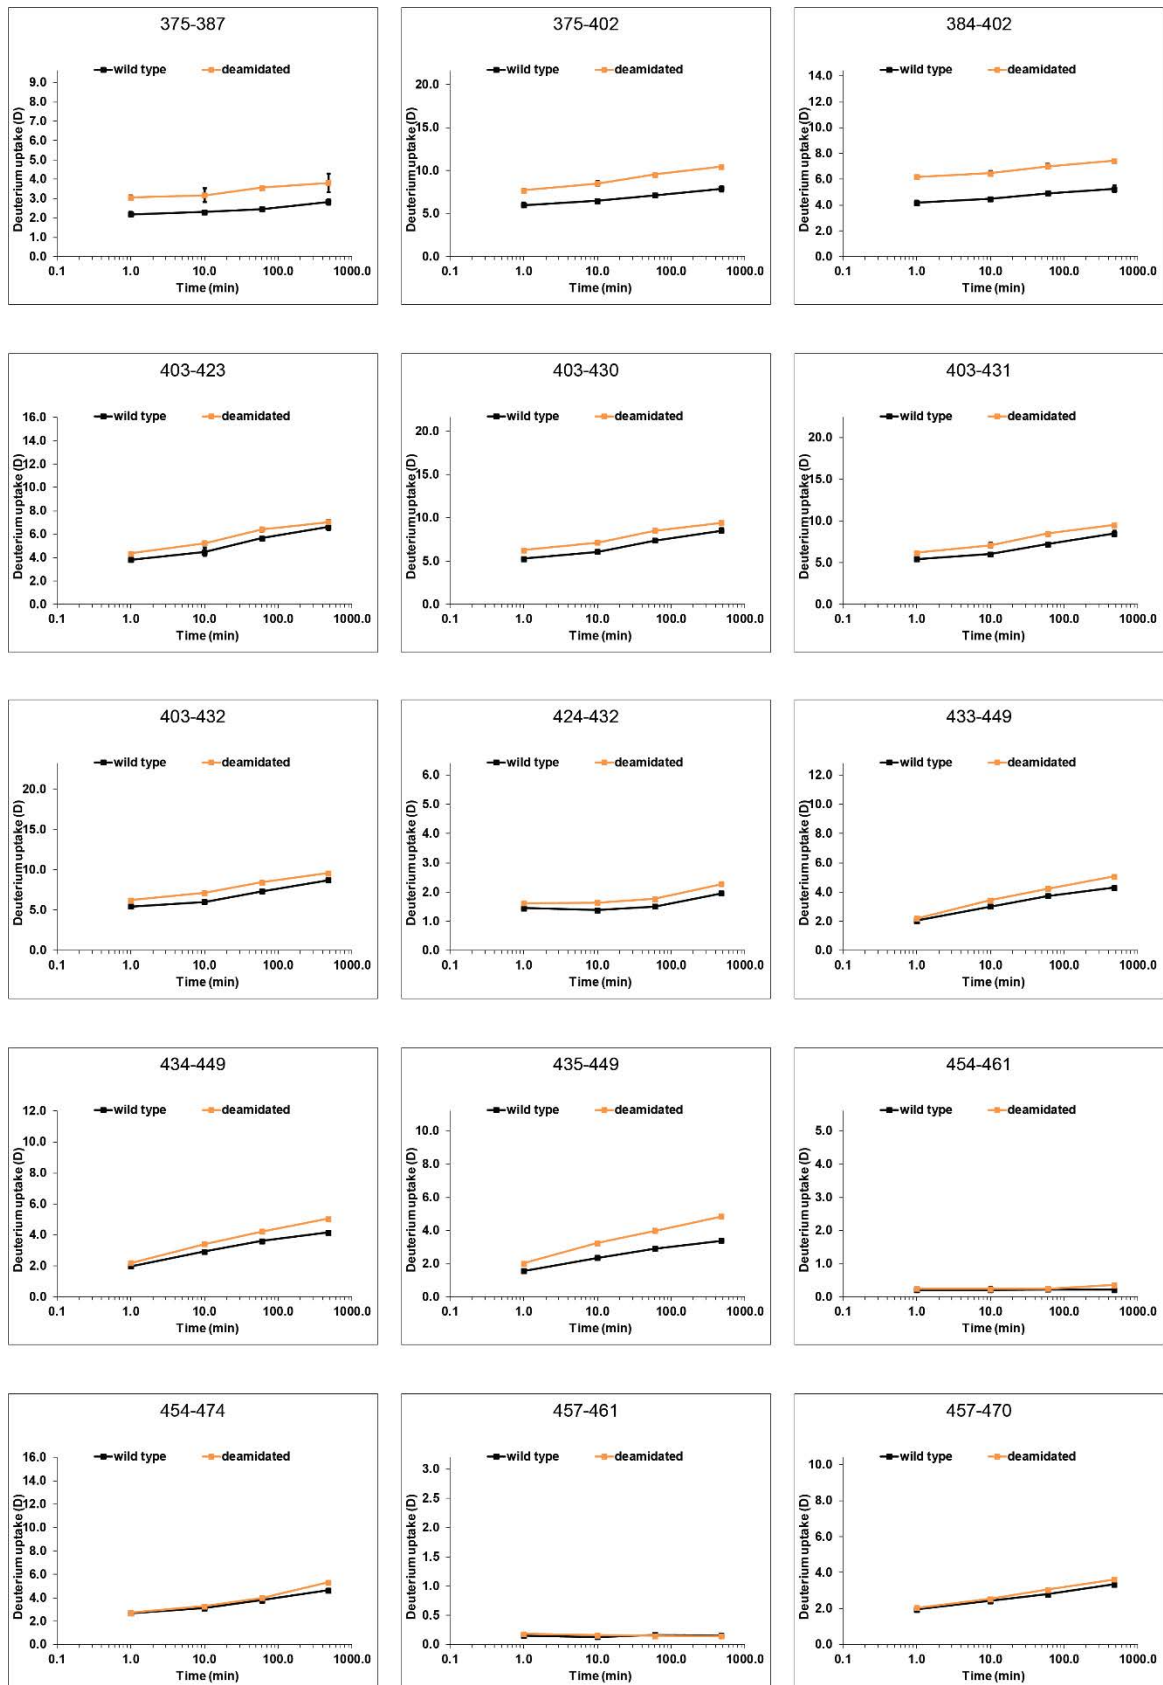 375-387
wild type deamidated
Deuterium uptake (D)
9.0
8.0
7.0
6.0
5.0
4.0
3.0
2.0
1.0
0.0
0.1 1.0 10.0 100.0 1000.0
Time (min)
375-402
wild type deamidated
Deuterium uptake (D)
20.0
15.0
10.0
5.0
0.0
0.1 1.0 10.0 100.0 1000.0
Time (min)
384-402
wild type deamidated
Deuterium uptake (D)
14.0
12.0
10.0
8.0
6.0
4.0
2.0
0.0
0.1 1.0 10.0 100.0 1000.0
Time (min)
403-423
wild type deamidated
Deuterium uptake (D)
16.0
14.0
12.0
10.0
8.0
6.0
4.0
2.0
0.0
0.1 1.0 10.0 100.0 1000.0
Time (min)
403-430
wild type deamidated
Deuterium uptake (D)
20.0
15.0
10.0
5.0
0.0
0.1 1.0 10.0 100.0 1000.0
Time (min)
403-431
wild type deamidated
Deuterium uptake (D)
20.0
15.0
10.0
5.0
0.0
0.1 1.0 10.0 100.0 1000.0
Time (min)
403-432
wild type deamidated
Deuterium uptake (D)
20.0
15.0
10.0
5.0
0.0
0.1 1.0 10.0 100.0 1000.0
Time (min)
424-432
wild type deamidated
Deuterium uptake (D)
6.0
5.0
4.0
3.0
2.0
1.0
0.0
0.1 1.0 10.0 100.0 1000.0
Time (min)
433-449
wild type deamidated
Deuterium uptake (D)
12.0
10.0
8.0
6.0
4.0
2.0
0.0
0.1 1.0 10.0 100.0 1000.0
Time (min)
434-449
wild type deamidated
Deuterium uptake (D)
12.0
10.0
8.0
6.0
4.0
2.0
0.0
0.1 1.0 10.0 100.0 1000.0
Time (min)
435-449
wild type deamidated
Deuterium uptake (D)
10.0
8.0
6.0
4.0
2.0
0.0
0.1 1.0 10.0 100.0 1000.0
Time (min)
454-461
wild type deamidated
Deuterium uptake (D)
5.0
4.0
3.0
2.0
1.0
0.0
0.1 1.0 10.0 100.0 1000.0
Time (min)
454-474
wild type deamidated
Deuterium uptake (D)
16.0
14.0
12.0
10.0
8.0
6.0
4.0
2.0
0.0
0.1 1.0 10.0 100.0 1000.0
Time (min)
457-461
wild type deamidated
Deuterium uptake (D)
3.0
2.5
2.0
1.5
1.0
0.5
0.0
0.1 1.0 10.0 100.0 1000.0
Time (min)
457-470
wild type deamidated
Deuterium uptake (D)
10.0
8.0
6.0
4.0
2.0
0.0
0.1 1.0 10.0 100.0 1000.0
Time (min)